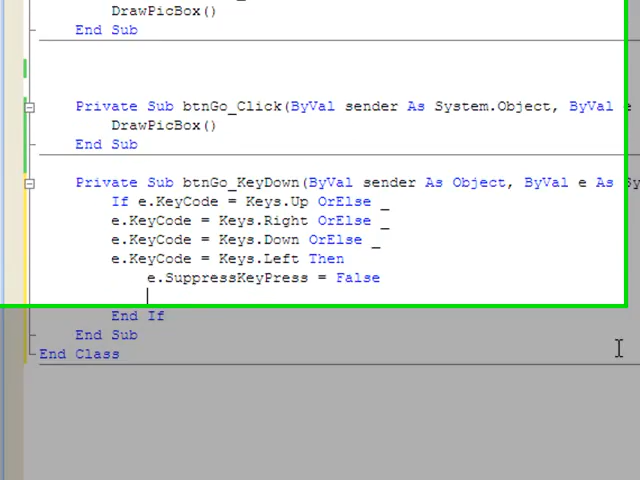 DrawPicBox()
End Sub
Private Sub btnGo_Click(ByVal sender As System.Object, ByVal e
DrawPicBox()
End Sub
Private Sub btnGo_KeyDown(ByVal sender As Object, ByVal e As Sy
If e.KeyCode = Keys.Up OrElse _
e.KeyCode = Keys.Right OrElse _
e.KeyCode = Keys.Down OrElse _
e.KeyCode = Keys.Left Then
e.SuppressKeyPress = False
End If
End Sub
End Class